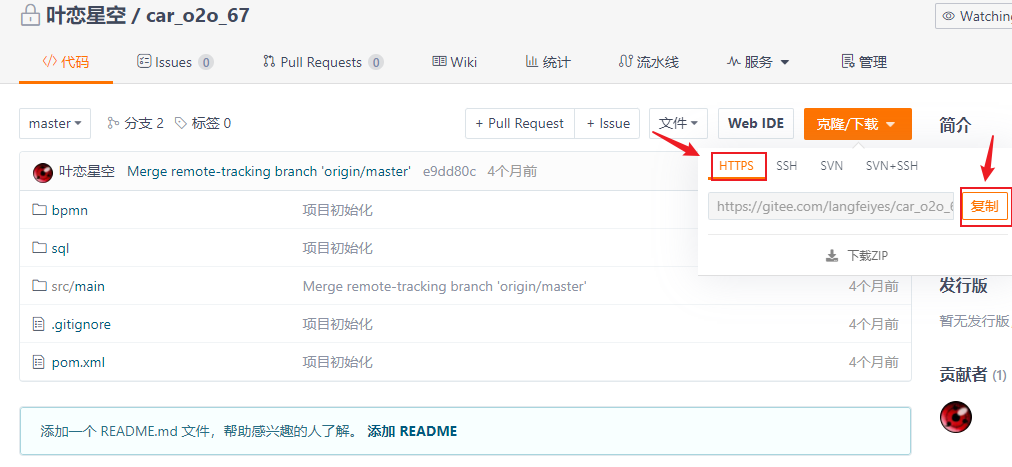 叶恋星空 / car_o2o_67
Watching
代码 Issues 0 Pull Requests 0 Wiki 统计 流水线 服务 管理
master 分支 2 标签 0 + Pull Request + Issue 文件 Web IDE 克隆/下载 简介
叶恋星空 Merge remote-tracking branch 'origin/master' e9dd80c 4个月前
HTTPS SSH SVN SVN+SSH
https://gitee.com/langfeiyes/car_o2o_6 复制
下载ZIP
bpmn 项目初始化
sql 项目初始化
src/main Merge remote-tracking branch 'origin/master' 4个月前
发行版
.gitignore 项目初始化 4个月前
暂无发行版
pom.xml 项目初始化 4个月前
贡献者 (1)
添加一个 README.md 文件，帮助感兴趣的人了解。 添加 README